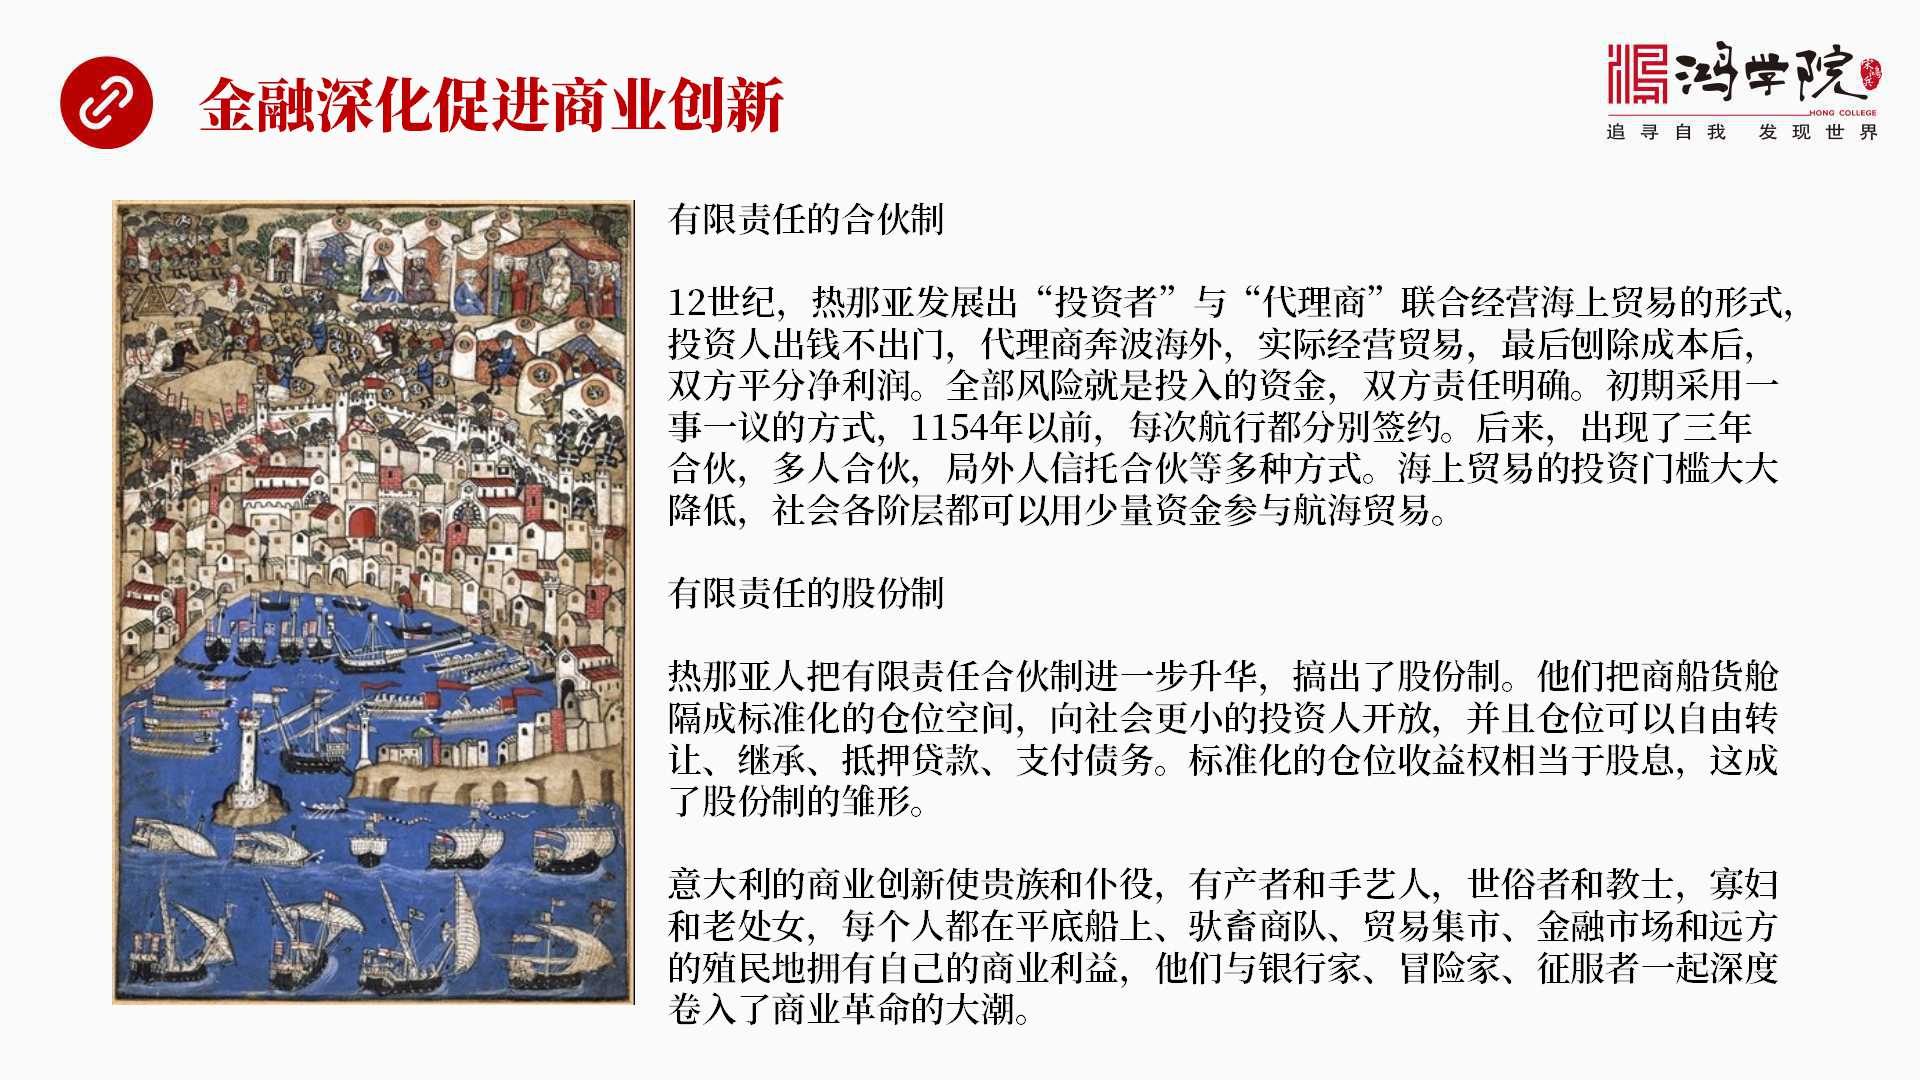 金融深化促进商业创新
鸿学院
宋鸿兵
HONG COLLEGE
追寻自我 发现世界
有限责任的合伙制
12世纪，热那亚发展出“投资者”与“代理商”联合经营海上贸易的形式，
投资人出钱不出门，代理商奔波海外，实际经营贸易，最后刨除成本后，
双方平分净利润。全部风险就是投入的资金，双方责任明确。初期采用一
事一议的方式，1154年以前，每次航行都分别签约。后来，出现了三年
合伙，多人合伙，局外人信托合伙等多种方式。海上贸易的投资门槛大大
降低，社会各阶层都可以用少量资金参与航海贸易。
有限责任的股份制
热那亚人把有限责任合伙制进一步升华，搞出了股份制。他们把商船货舱
隔成标准化的仓位空间，向社会更小的投资人开放，并且仓位可以自由转
让、继承、抵押贷款、支付债务。标准化的仓位收益权相当于股息，这成
了股份制的雏形。
意大利的商业创新使贵族和仆役，有产者和手艺人，世俗者和教士，寡妇
和老处女，每个人都在平底船上、驮畜商队、贸易集市、金融市场和远方
的殖民地拥有自己的商业利益，他们与银行家、冒险家、征服者一起深度
卷入了商业革命的大潮。